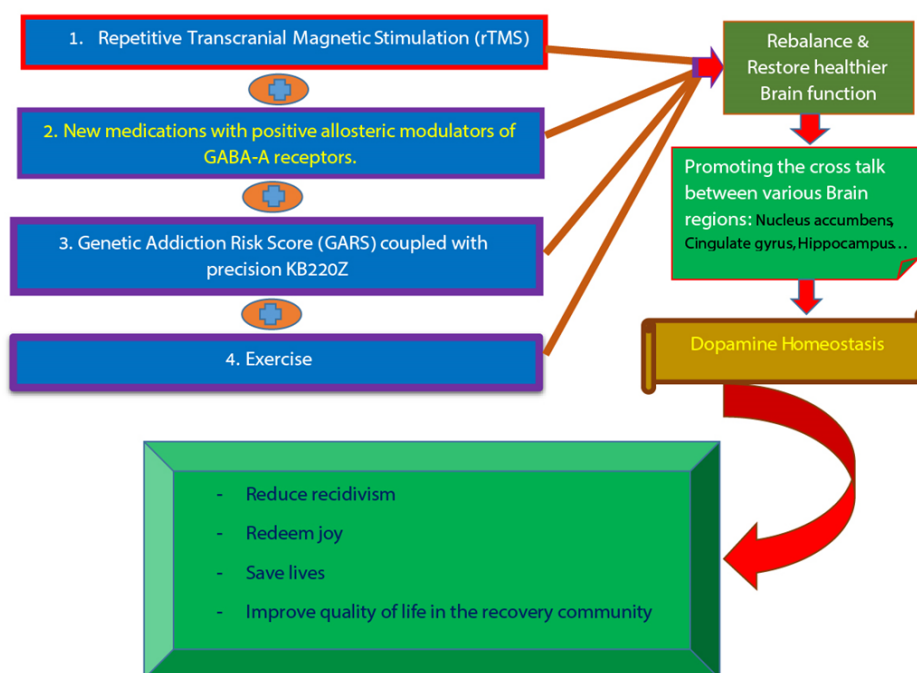 1. Repetitive Transcranial Magnetic Stimulation (rTMS)
2. New medications with positive allosteric modulators of
GABA-A receptors.
3. Genetic Addiction Risk Score (GARS) coupled with
precision KB220Z
4. Exercise
Rebalance &
Restore healthier
Brain function
Promoting the cross talk
between various Brain
regions: Nucleus accumbens,
Cingulate gyrus, Hippocampus...
Dopamine Homeostasis
- Reduce recidivism
- Redeem joy
- Save lives
- Improve quality of life in the recovery community